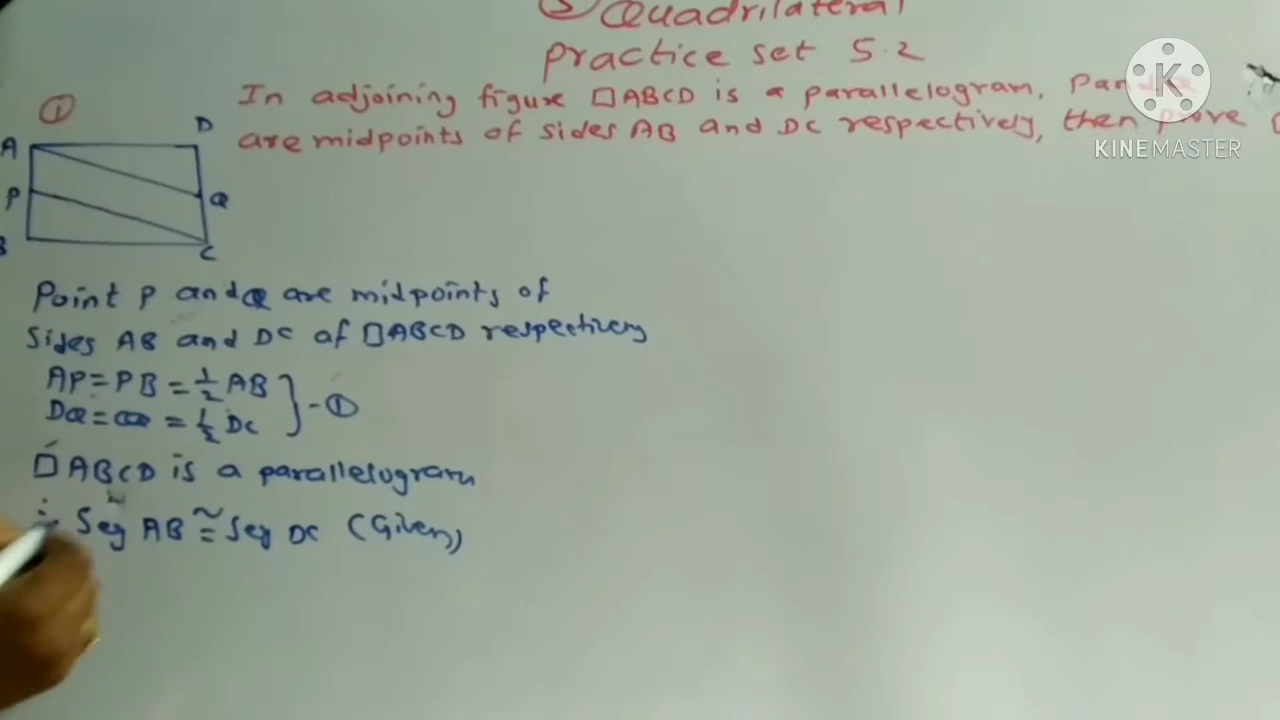 Quadrilateral
Practice set 5.2
①
In adjoining figure □ABCD is a parallelogram, P and
are midpoints of sides AB and DC respectively, then prove
A
D
P
Q
B
C
K
KINEMASTER
Point P and Q are midpoints of
Sides AB and DC of □ABCD respectively
AP = PB = 1/2 AB
DQ = CQ = 1/2 DC } - ①
□ABCD is a parallelogram
∴ Seg AB ≅ Seg DC (Given)